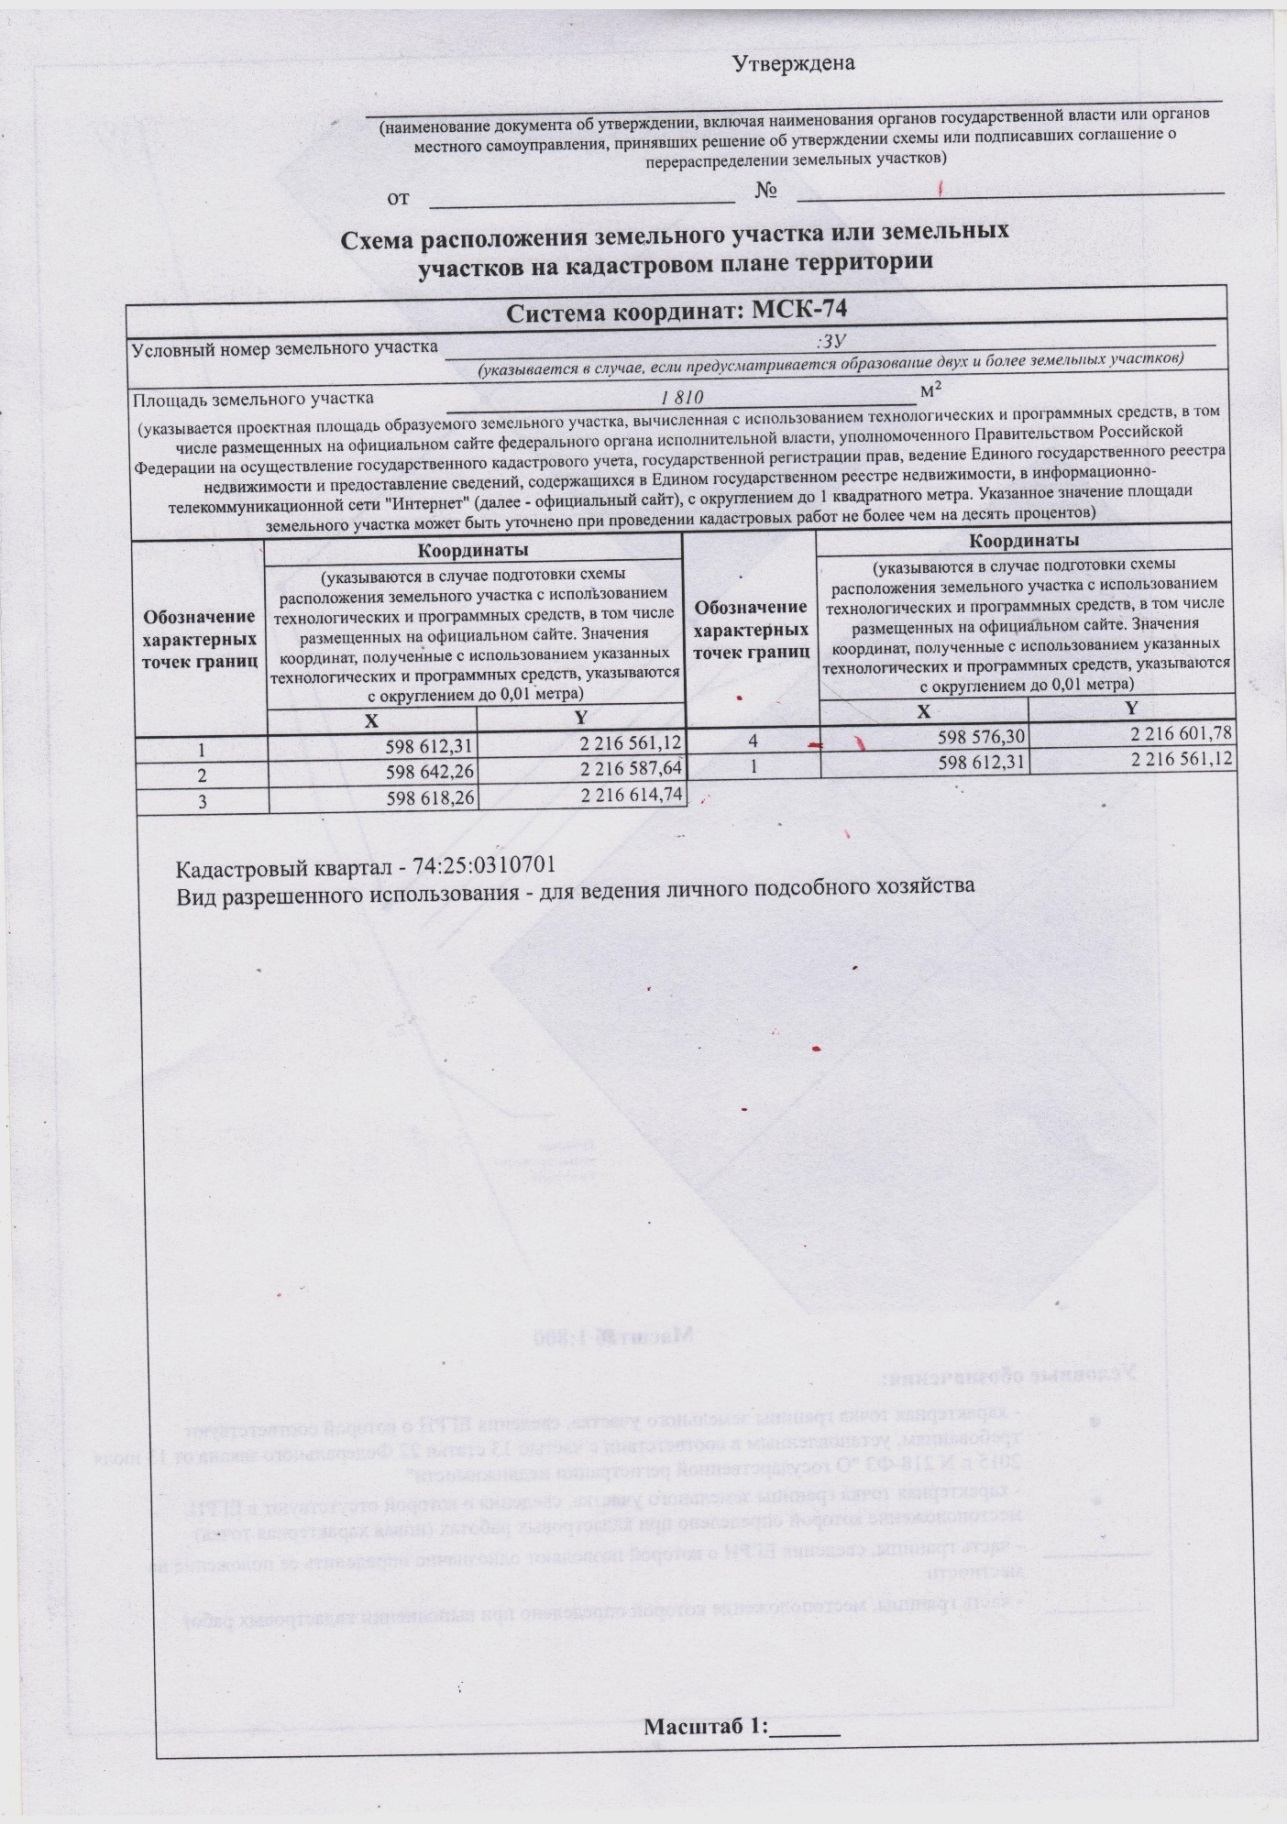 Утверждена
(наименование документа об утверждении, включая наименования органов государственной власти или органов
местного самоуправления, принявших решение об утверждении схемы или подписавших соглашение о
перераспределении земельных участков)
от № 
Схема расположения земельного участка или земельных
участков на кадастровом плане территории
Система координат: МСК-74
Условный номер земельного участка :ЗУ
(указывается в случае, если предусматривается образование двух и более земельных участков)
Площадь земельного участка 1 810 м²
(указывается проектная площадь образуемого земельного участка, вычисленная с использованием технологических и программных средств, в том
числе размещенных на официальном сайте федерального органа исполнительной власти, уполномоченного Правительством Российской
Федерации на осуществление государственного кадастрового учета, государственной регистрации прав, ведение Единого государственного реестра
недвижимости и предоставление сведений, содержащихся в Едином государственном реестре недвижимости, в информационно-
телекоммуникационной сети "Интернет" (далее - официальный сайт), с округлением до 1 квадратного метра. Указанное значение площади
земельного участка может быть уточнено при проведении кадастровых работ не более чем на десять процентов)
Обозначение
характерных
точек границ
Координаты
(указываются в случае подготовки схемы
расположения земельного участка с использованием
технологических и программных средств, в том числе
размещенных на официальном сайте. Значения
координат, полученные с использованием указанных
технологических и программных средств, указываются
с округлением до 0,01 метра)
X Y
Обозначение
характерных
точек границ
Координаты
(указываются в случае подготовки схемы
расположения земельного участка с использованием
технологических и программных средств, в том числе
размещенных на официальном сайте. Значения
координат, полученные с использованием указанных
технологических и программных средств, указываются
с округлением до 0,01 метра)
X Y
1 598 612,31 2 216 561,12 4 598 576,30 2 216 601,78
2 598 642,26 2 216 587,64 1 598 612,31 2 216 561,12
3 598 618,26 2 216 614,74
Кадастровый квартал - 74:25:0310701
Вид разрешенного использования - для ведения личного подсобного хозяйства
Масштаб 1:______